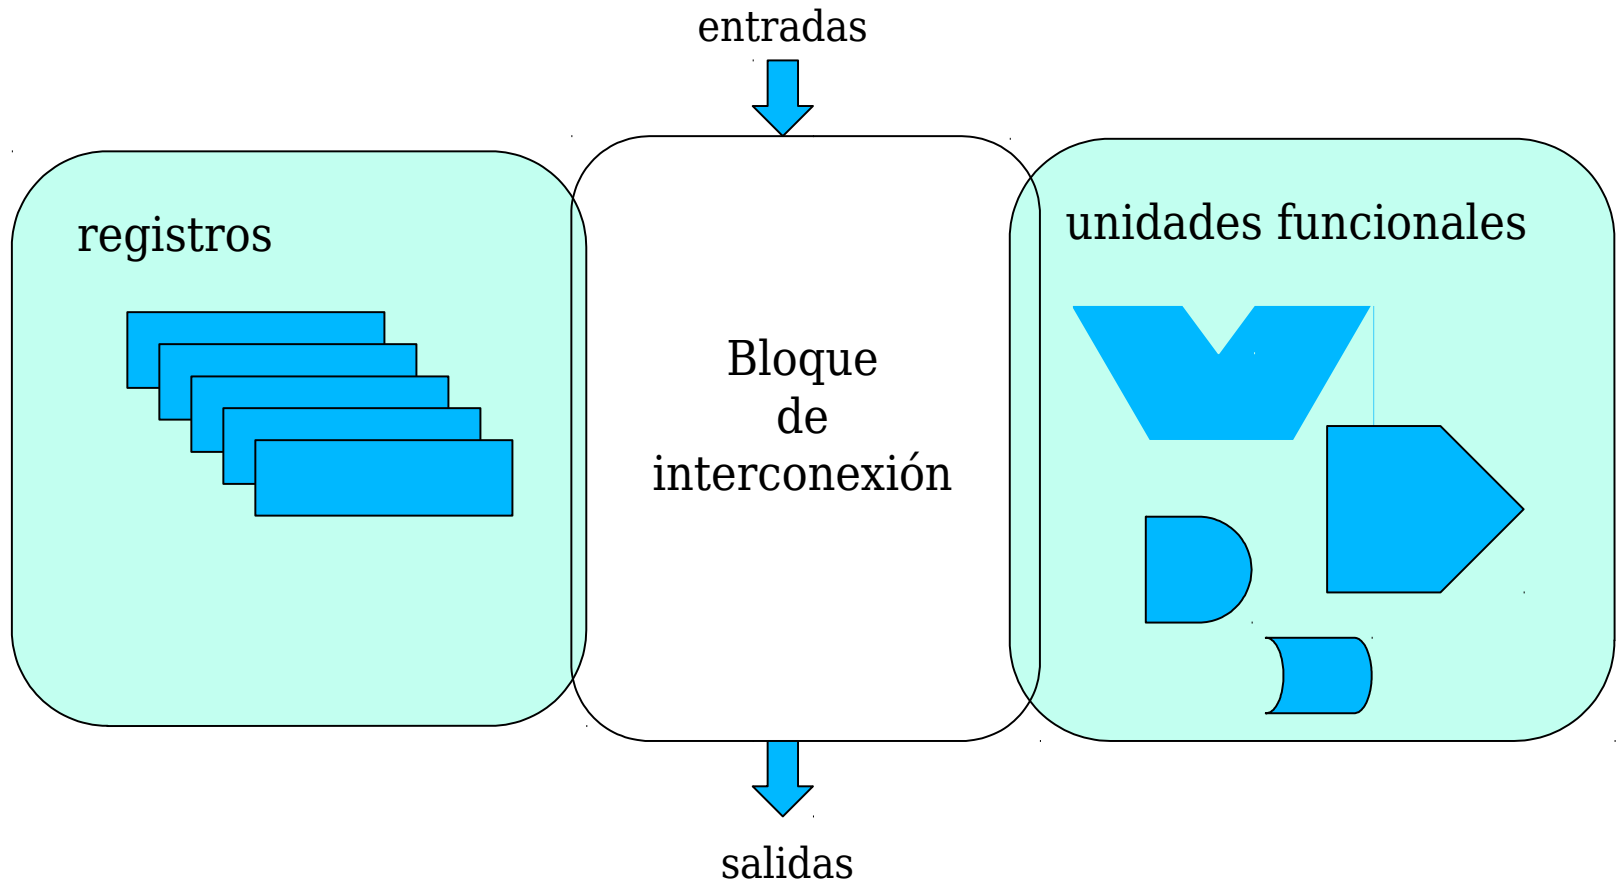 entradas
registros
unidades funcionales
Bloque
de
interconexión
salidas